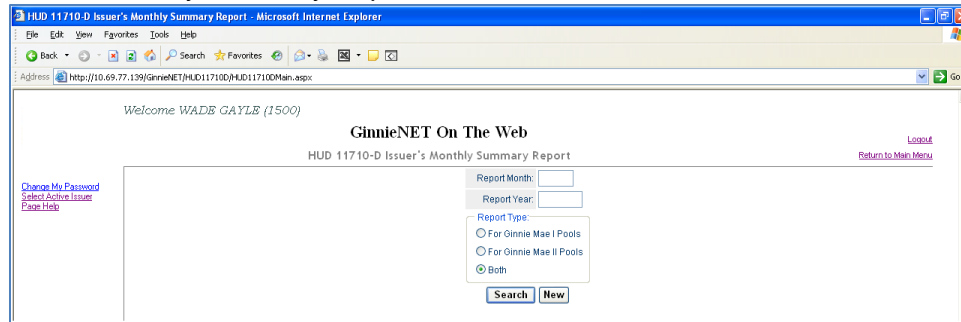 HUD 11710-D Issuer's Monthly Summary Report - Microsoft Internet Explorer
File Edit View Favorites Tools Help
Back Search Favorites
Address http://10.69.77.139/GinnieNET/HUD11710D/HUD11710DMain.aspx Go
Welcome WADE GAYLE (1500)
GinnieNET On The Web
Logout
HUD 11710-D Issuer's Monthly Summary Report
Return to Main Menu
Change My Password
Select Active Issuer
Page Help
Report Month:
Report Year:
Report Type:
For Ginnie Mae I Pools
For Ginnie Mae II Pools
Both
Search New